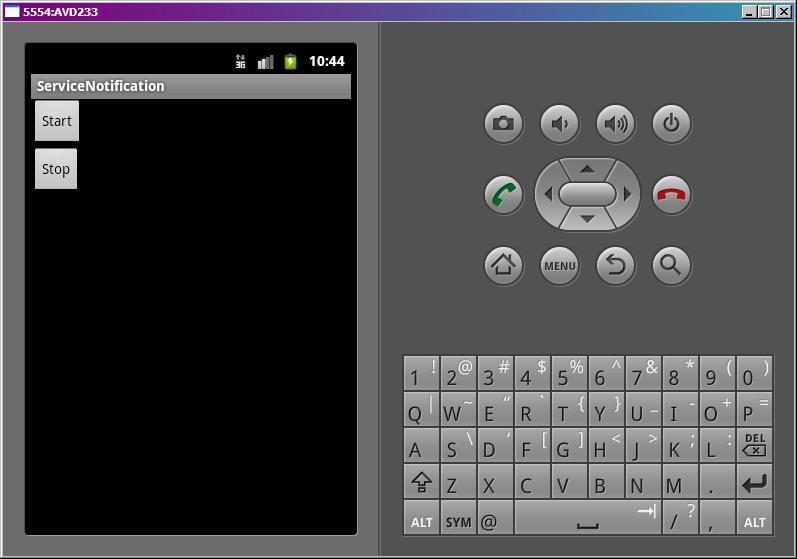 5554:AVD233
3G 10:44
ServiceNotification
Start
Stop
MENU
1 ! 2 @ 3 # 4 $ 5 % 6 ^ 7 & 8 * 9 ( 0 )
Q | W ~ E “ R ` T { Y } U _ I - O + P =
A S \ D ‘ F [ G ] H < J > K ; L : DEL
Z X C V B N M .
ALT SYM @ / ? , ALT